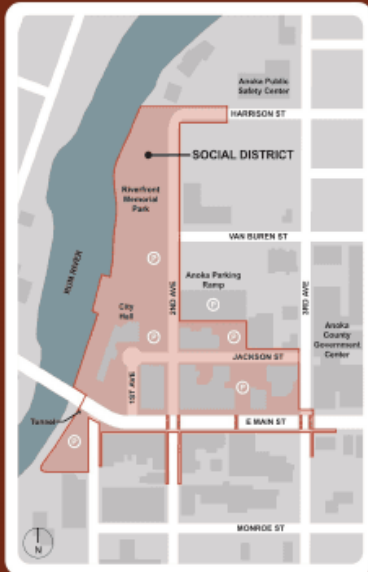 Anoka Public
Safety Center
HARRISON ST
SOCIAL DISTRICT
Riverfront
Memorial
Park
VAN BUREN ST
RUM RIVER
P
Anoka Parking
Ramp
P
2ND AVE
3RD AVE
City
Hall
P
P
Anoka
County
Government
Center
JACKSON ST
1ST AVE
P
Tunnel
E MAIN ST
P
MONROE ST
N